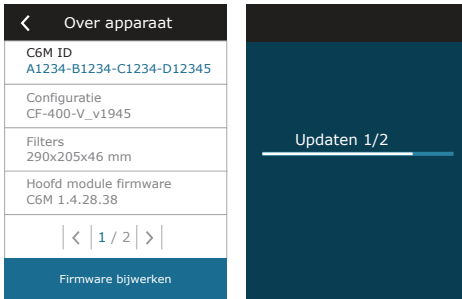 Over apparaat
C6M ID
A1234-B1234-C1234-D12345
Configuratie
CF-400-V_v1945
Filters
290x205x46 mm
Hoofd module firmware
C6M 1.4.28.38
1 / 2
Firmware bijwerken
Updaten 1/2